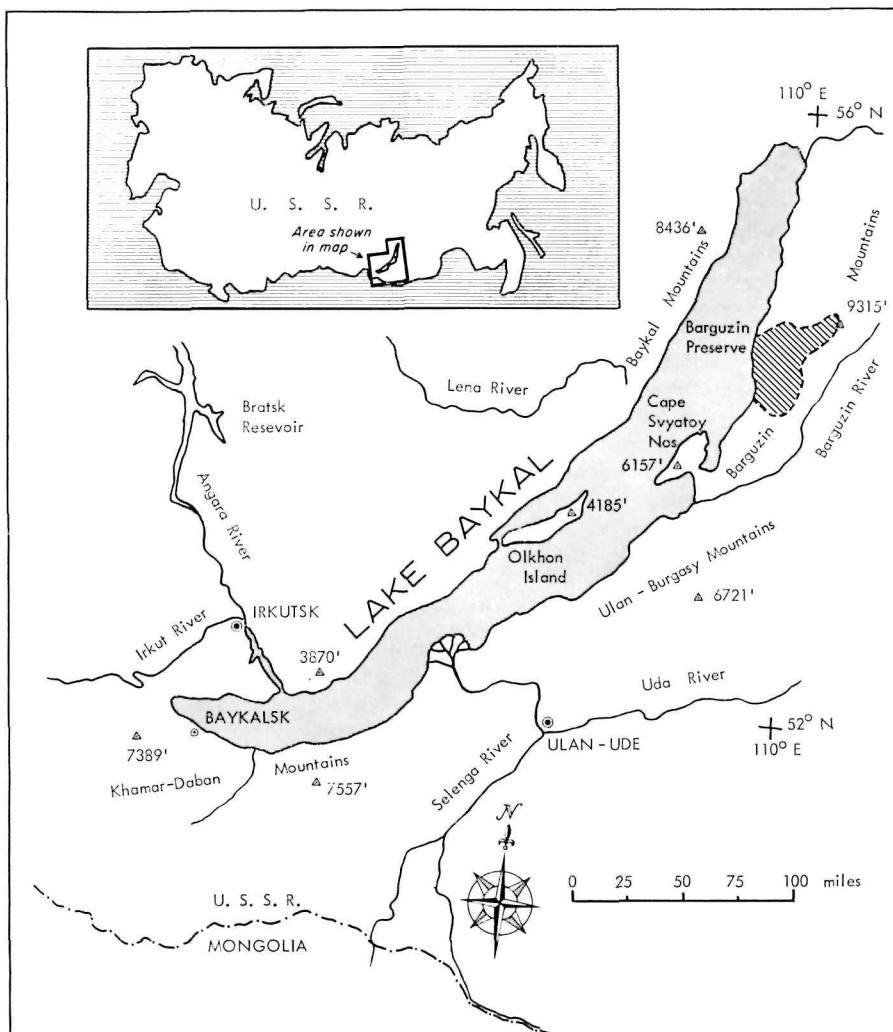 110° E
56° N
U. S. S. R.
Area shown
in map
8436'
Baykal Mountains
Mountains
9315'
Barguzin
Preserve
Lena River
Bratsk
Resevoir
Cape
Svyatoy
Nos
6157'
Barguzin
Barguzin River
Angara River
LAKE BAYKAL
4185'
Olkhon
Island
Ulan-Burgasy Mountains
6721'
IRKUTSK
Irkut River
3870'
Uda River
BAYKALSK
52° N
110° E
7389'
ULAN-UDE
Khamar-Daban
Mountains
7557'
Selenga River
N
0 25 50 75 100 miles
U. S. S. R.
MONGOLIA